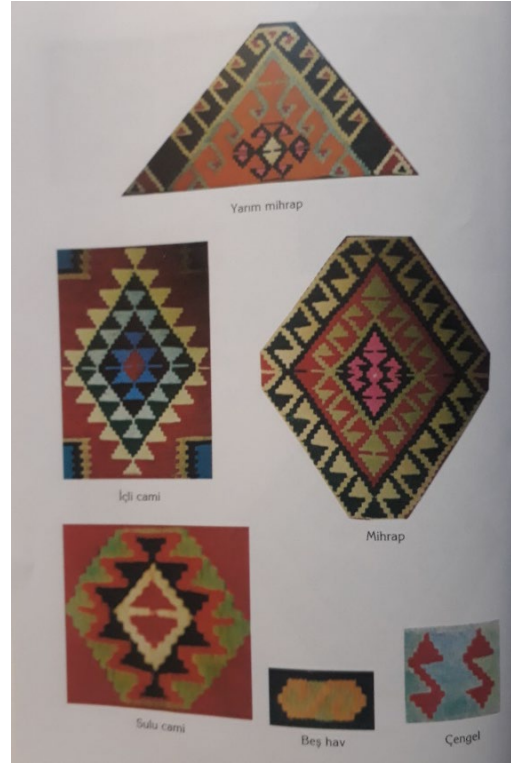 Yarım mihrap
İçli cami
Mihrap
Sulu cami
Beş hav
Çengel